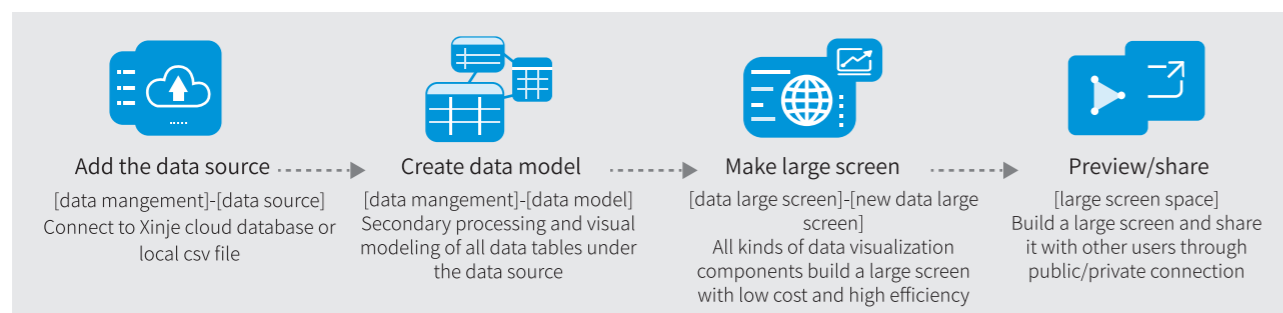 Add the data source
[data mangement]-[data source]
Connect to Xinje cloud database or
local csv file
Create data model
[data mangement]-[data model]
Secondary processing and visual
modeling of all data tables under
the data source
Make large screen
[data large screen]-[new data large
screen]
All kinds of data visualization
components build a large screen
with low cost and high efficiency
Preview/share
[large screen space]
Build a large screen and share
it with other users through
public/private connection